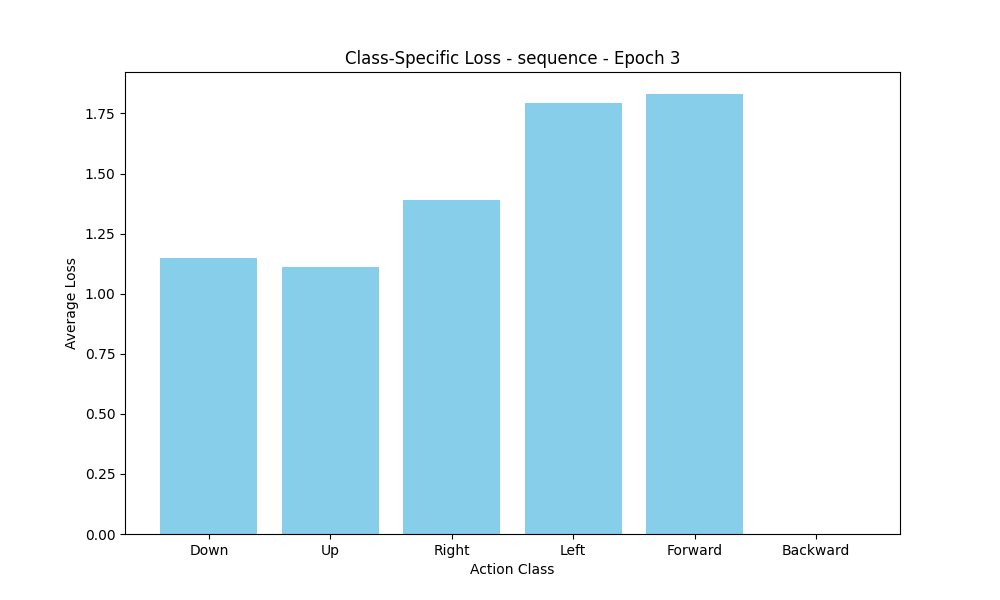 Class-Specific Loss - sequence - Epoch 3
Average Loss
1.75
1.50
1.25
1.00
0.75
0.50
0.25
0.00
Down Up Right Left Forward Backward
Action Class